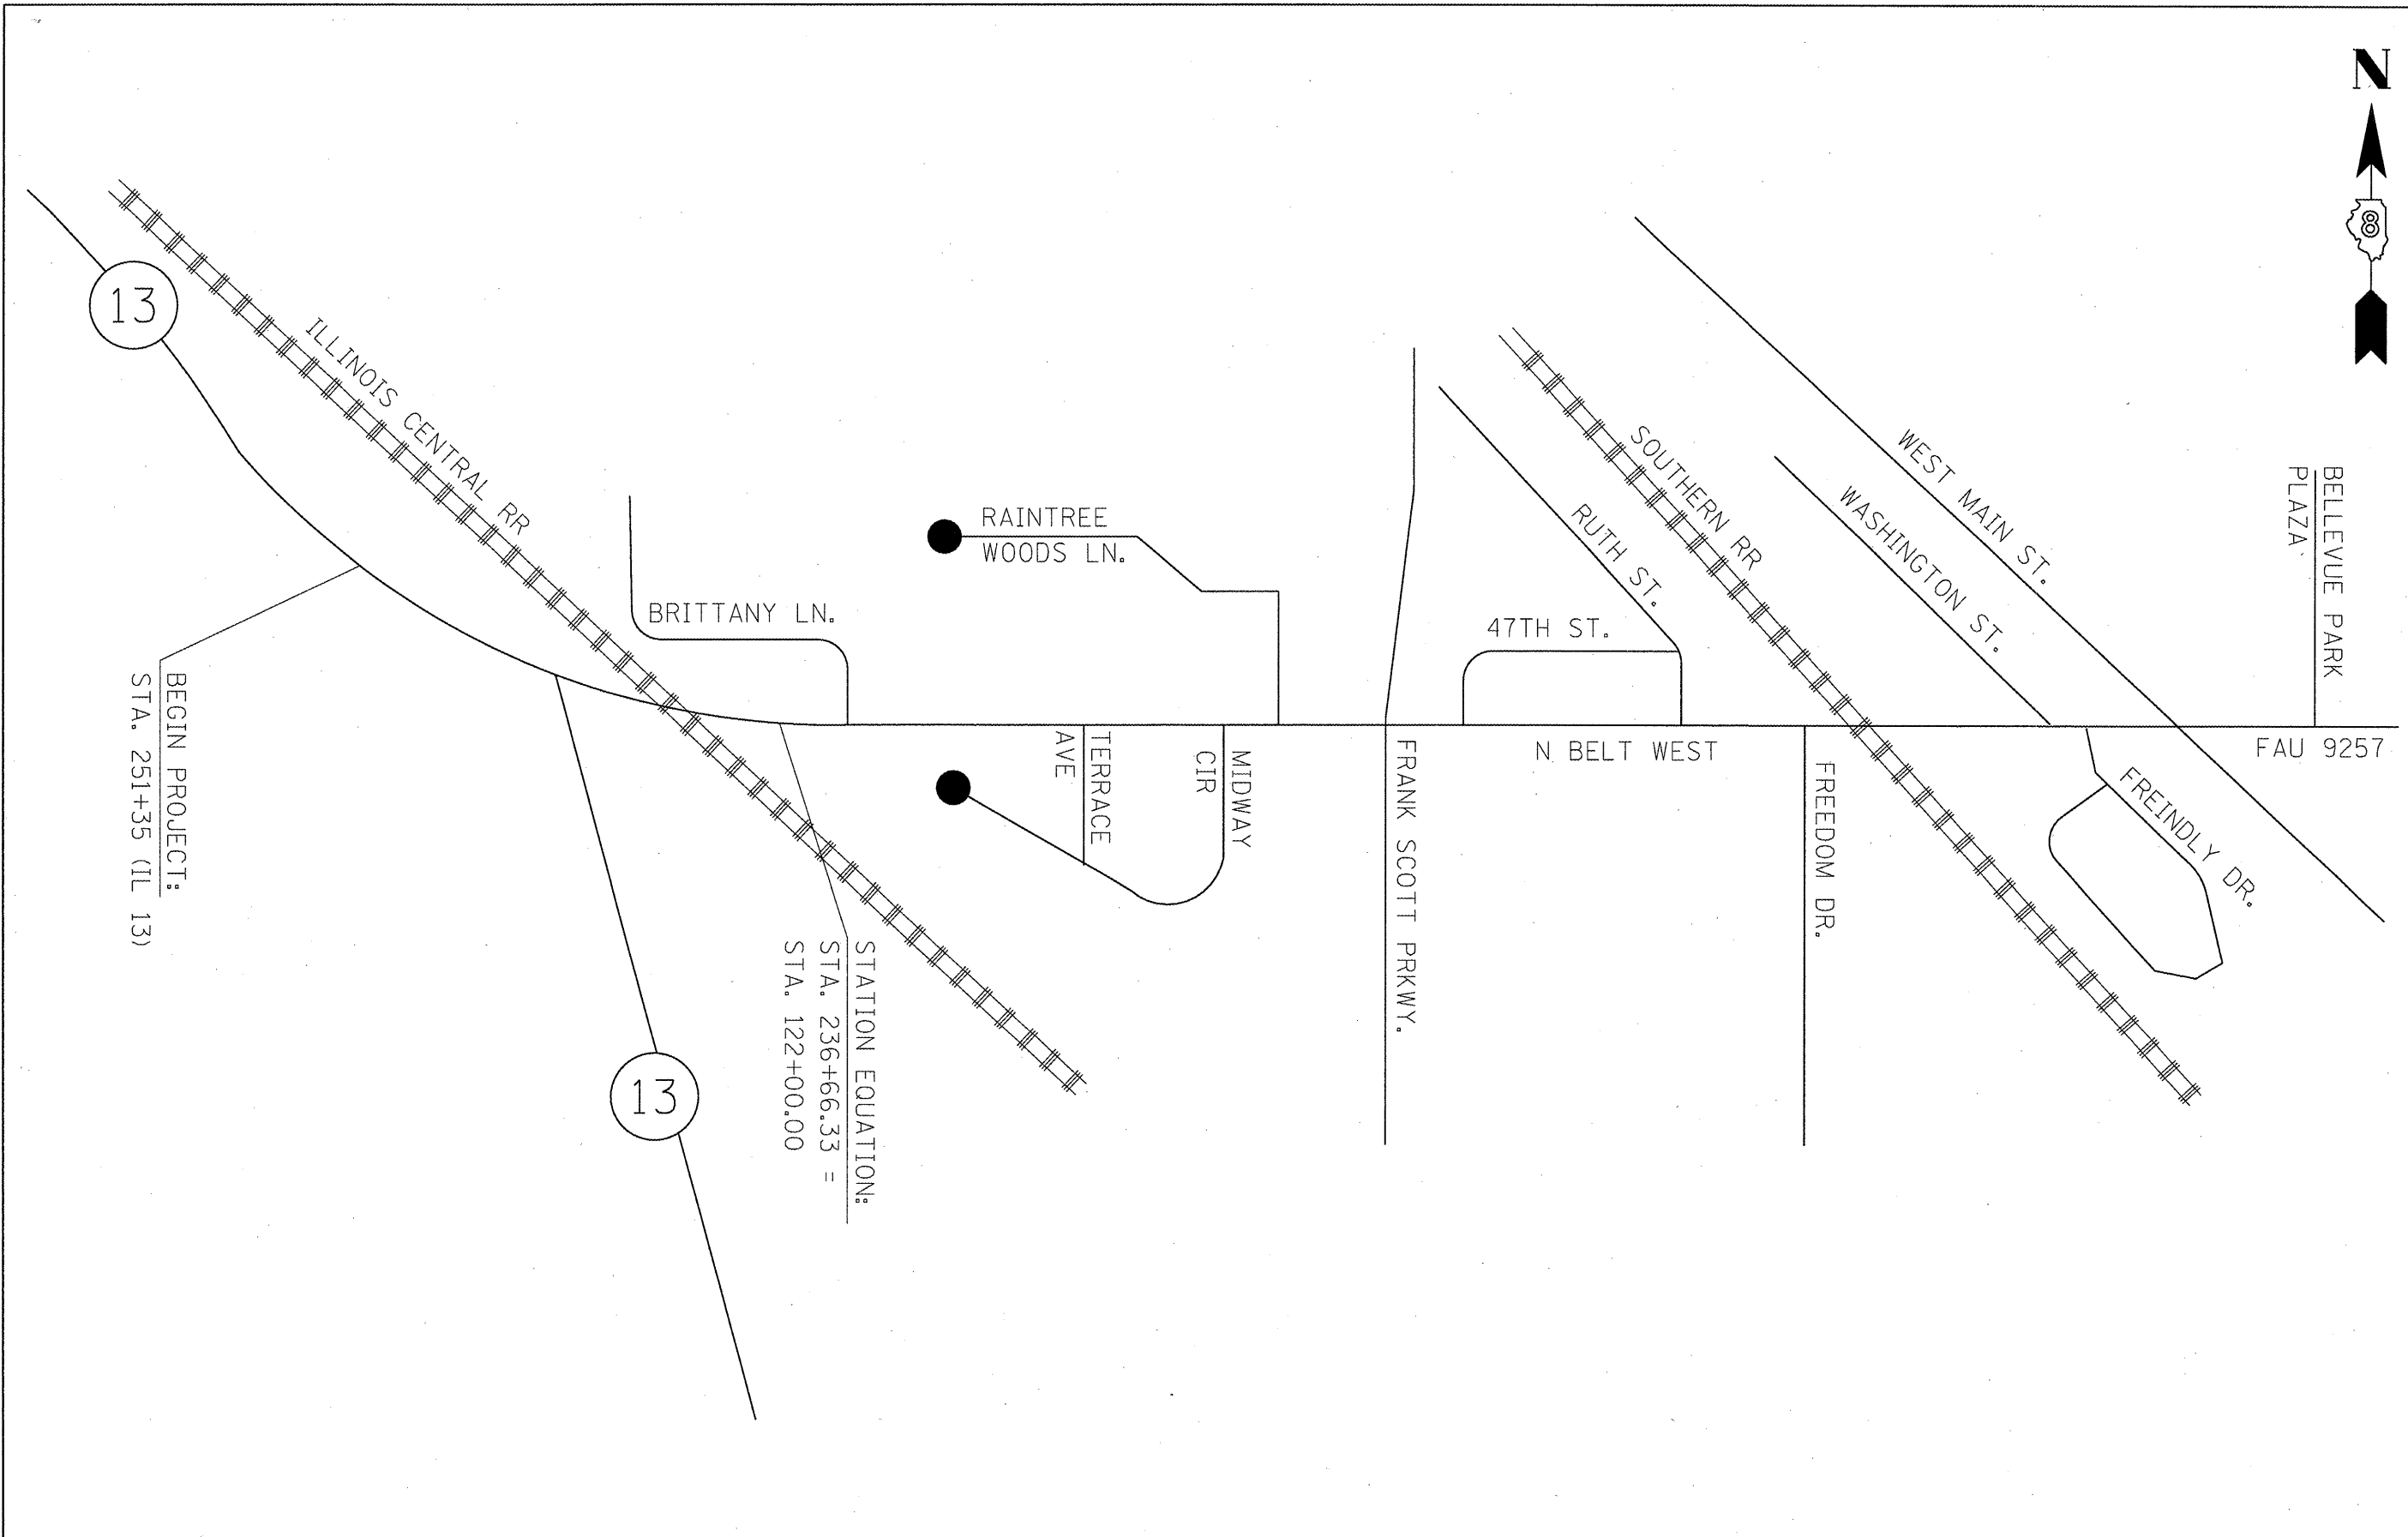 N
8
13
ILLINOIS CENTRAL RR
BEGIN PROJECT:
STA. 251+35 (IL 13)
BRITTANY LN.
RAINTREE
WOODS LN.
13
STATION EQUATION:
STA. 236+66.33 =
STA. 122+00.00
TERRACE
AVE
MIDWAY
CIR
FRANK SCOTT PRKWY.
47TH ST.
RUTH ST.
SOUTHERN RR
N BELT WEST
FREEDOM DR.
WASHINGTON ST.
WEST MAIN ST.
FREINDLY DR.
BELLEVUE PARK
PLAZA
FAU 9257